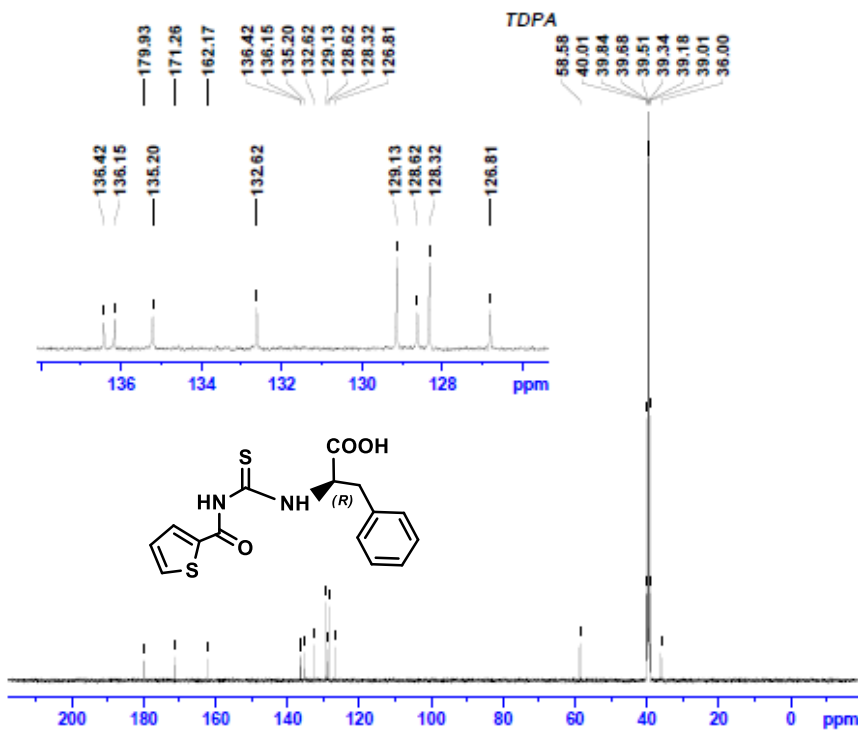 TDPA
179.93
171.26
162.17
136.42
136.15
135.20
132.62
129.13
128.62
128.32
126.81
58.58
40.01
39.84
39.68
39.51
39.34
39.18
39.01
36.00
136.42
136.15
135.20
132.62
129.13
128.62
128.32
126.81
136 134 132 130 128 ppm
S
COOH
HN
NH
(R)
O
S
200 180 160 140 120 100 80 60 40 20 0 ppm